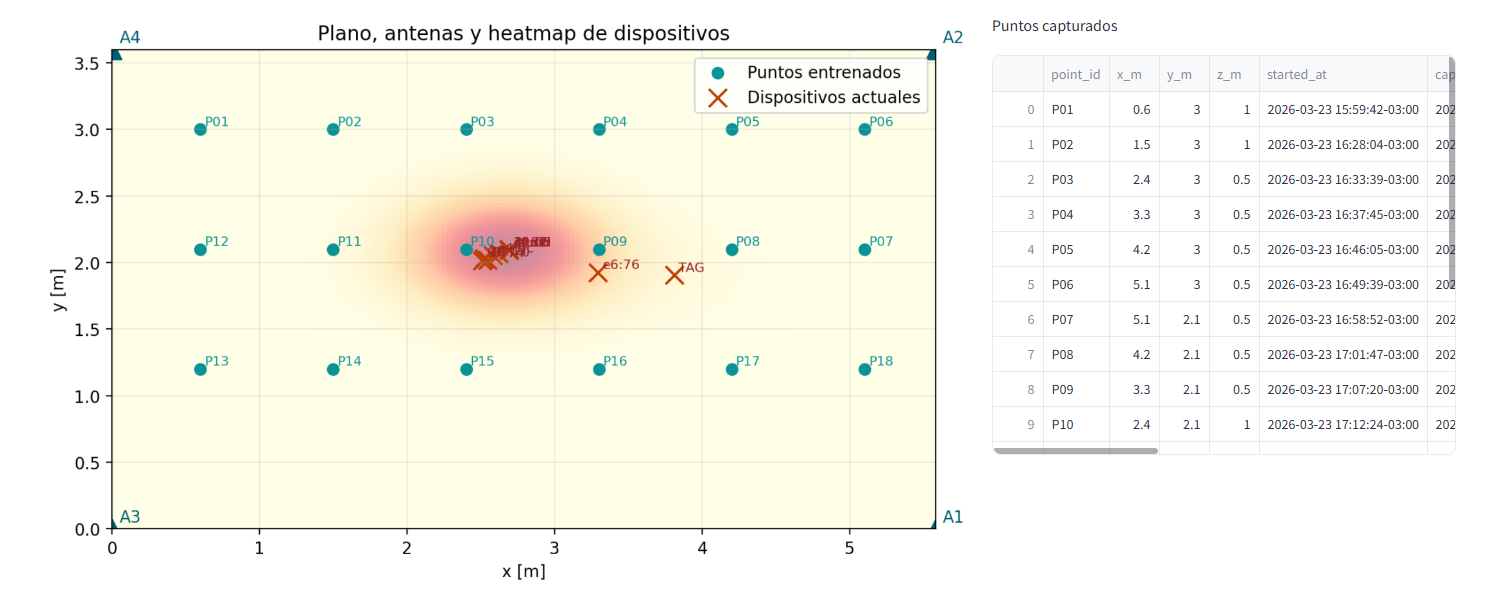 Plano, antenas y heatmap de dispositivos
A4
A2
Puntos entrenados
Dispositivos actuales
P01 P02 P03 P04 P05 P06
P12 P11 P10 P09 P08 P07
e6:76 TAG
P13 P14 P15 P16 P17 P18
A3
A1
3.5
3.0
2.5
2.0
1.5
1.0
0.5
0.0
y [m]
0 1 2 3 4 5
x [m]
Puntos capturados
point_id x_m y_m z_m started_at cap
0 P01 0.6 3 1 2026-03-23 15:59:42-03:00 202
1 P02 1.5 3 1 2026-03-23 16:28:04-03:00 202
2 P03 2.4 3 0.5 2026-03-23 16:33:39-03:00 202
3 P04 3.3 3 0.5 2026-03-23 16:37:45-03:00 202
4 P05 4.2 3 0.5 2026-03-23 16:46:05-03:00 202
5 P06 5.1 3 0.5 2026-03-23 16:49:39-03:00 202
6 P07 5.1 2.1 0.5 2026-03-23 16:58:52-03:00 202
7 P08 4.2 2.1 0.5 2026-03-23 17:01:47-03:00 202
8 P09 3.3 2.1 0.5 2026-03-23 17:07:20-03:00 202
9 P10 2.4 2.1 1 2026-03-23 17:12:24-03:00 202